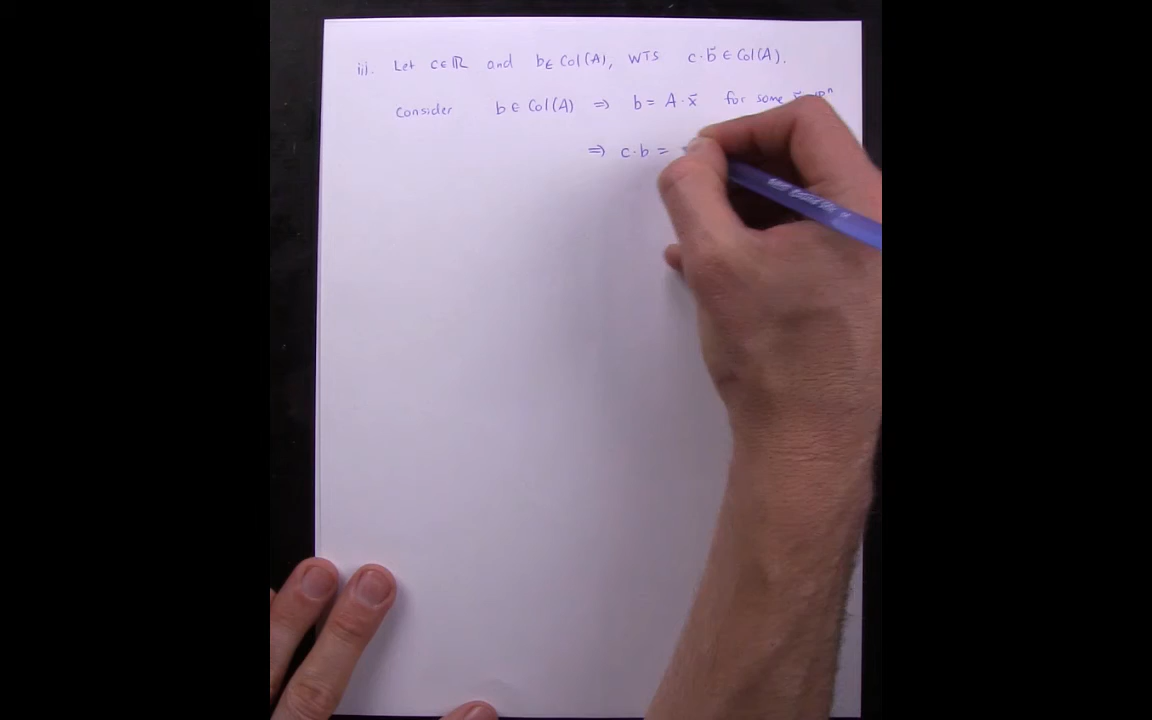 iii. Let c∈ℝ and b∈Col(A), WTS c·b⃗ ∈ Col(A).
Consider b ∈ Col(A) ⇒ b = A·x⃗ for some
⇒ c·b =